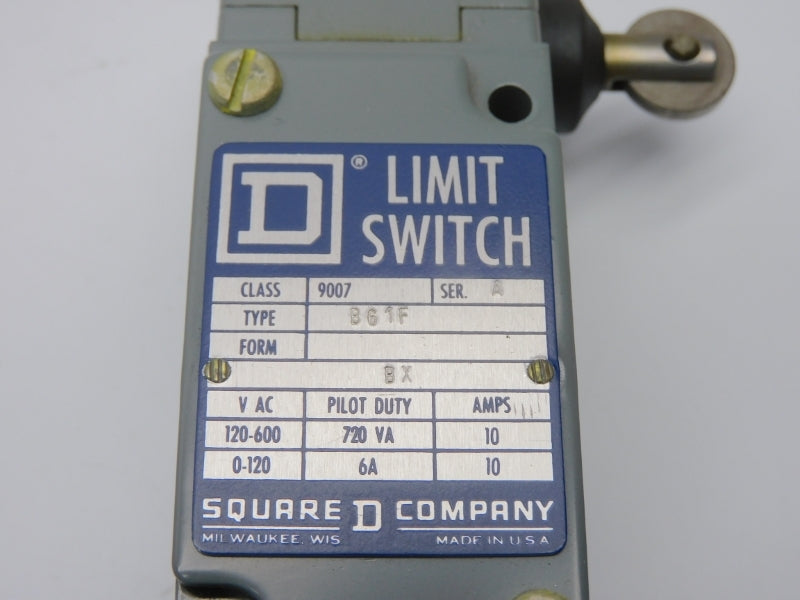 D ® LIMIT
SWITCH
CLASS 9007 SER. A
TYPE B61F
FORM
BX
V AC PILOT DUTY AMPS
120-600 720 VA 10
0-120 6A 10
SQUARE D COMPANY
MILWAUKEE, WIS MADE IN U S A